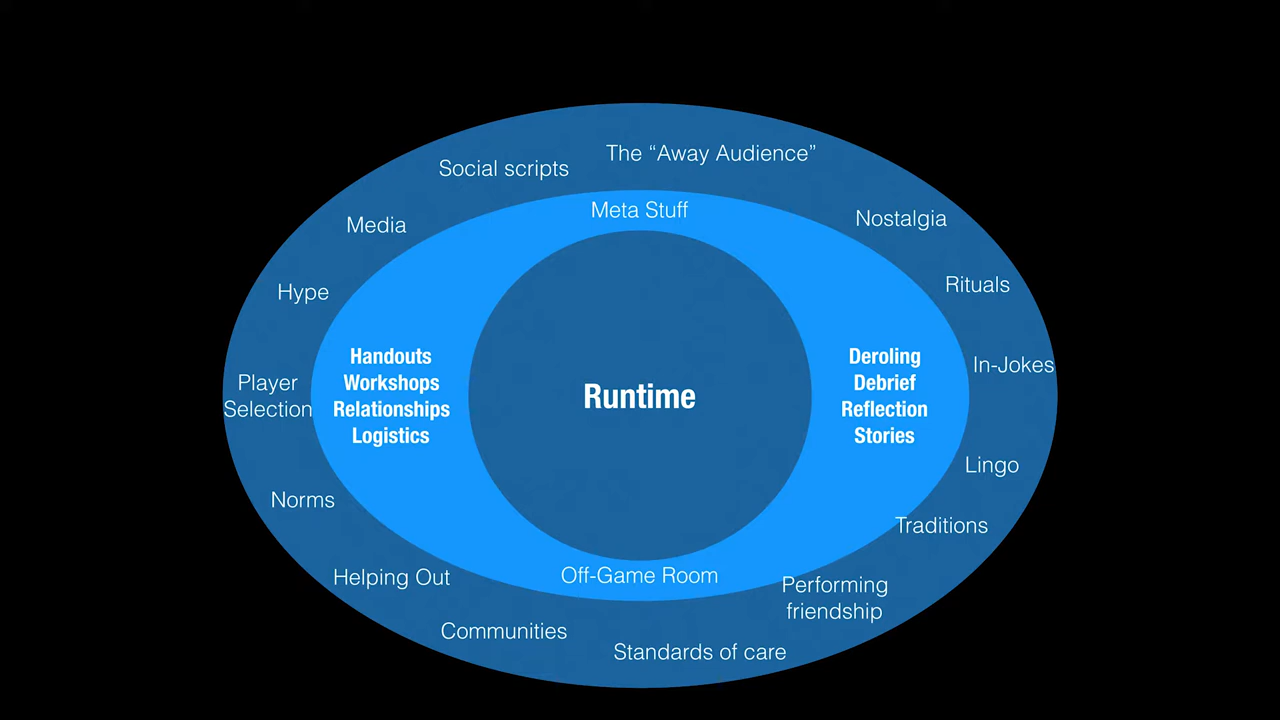 The “Away Audience”
Social scripts
Meta Stuff
Media
Nostalgia
Hype
Rituals
Handouts
Workshops
Relationships
Logistics
Runtime
Deroling
Debrief
Reflection
Stories
In-Jokes
Player
Selection
Lingo
Norms
Traditions
Helping Out
Off-Game Room
Performing
friendship
Communities
Standards of care